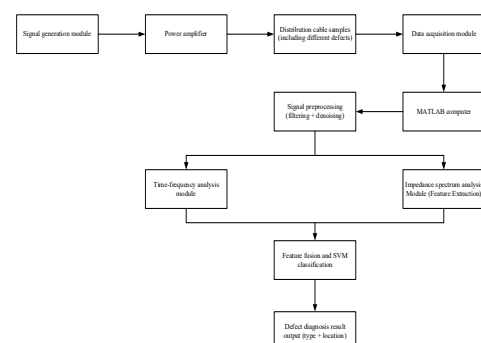 Signal generation module
Power amplifier
Distribution cable samples
(including different defects)
Data acquisition module
Signal preprocessing
(filtering + denoising)
MATLAB computer
Time-frequency analysis
module
Impedance spectrum analysis
Module (Feature Extraction)
Feature fusion and SVM
classification
Defect diagnosis result
output (type + location)